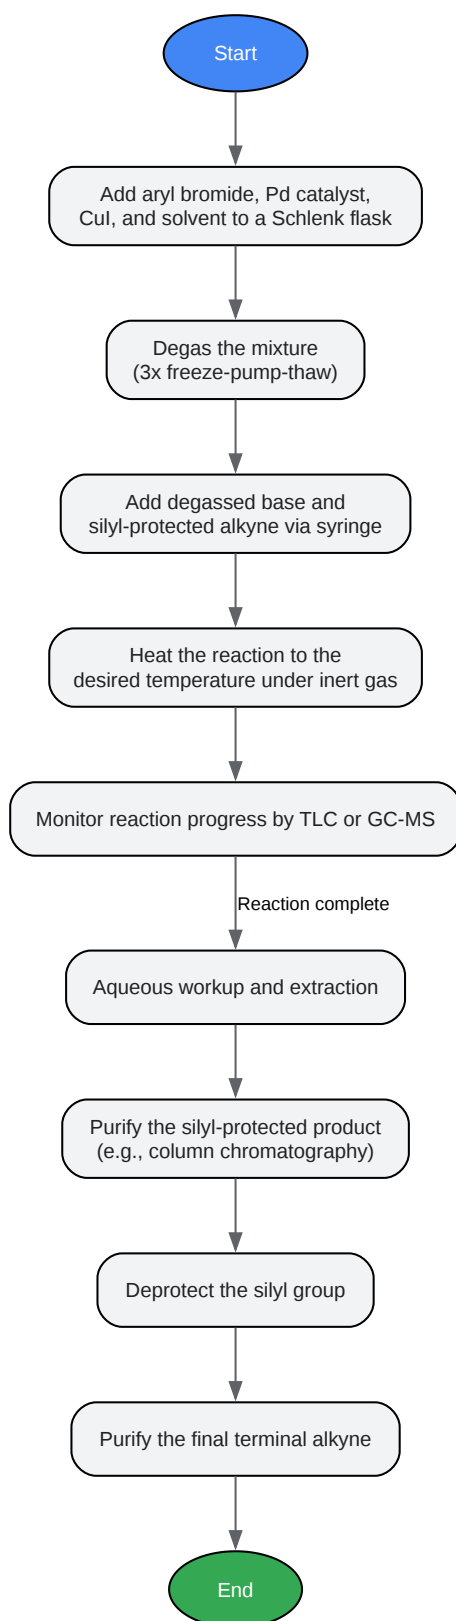 Start
Add aryl bromide, Pd catalyst,
CuI, and solvent to a Schlenk flask
Degas the mixture
(3x freeze-pump-thaw)
Add degassed base and
silyl-protected alkyne via syringe
Heat the reaction to the
desired temperature under inert gas
Monitor reaction progress by TLC or GC-MS
Reaction complete
Aqueous workup and extraction
Purify the silyl-protected product
(e.g., column chromatography)
Deprotect the silyl group
Purify the final terminal alkyne
End